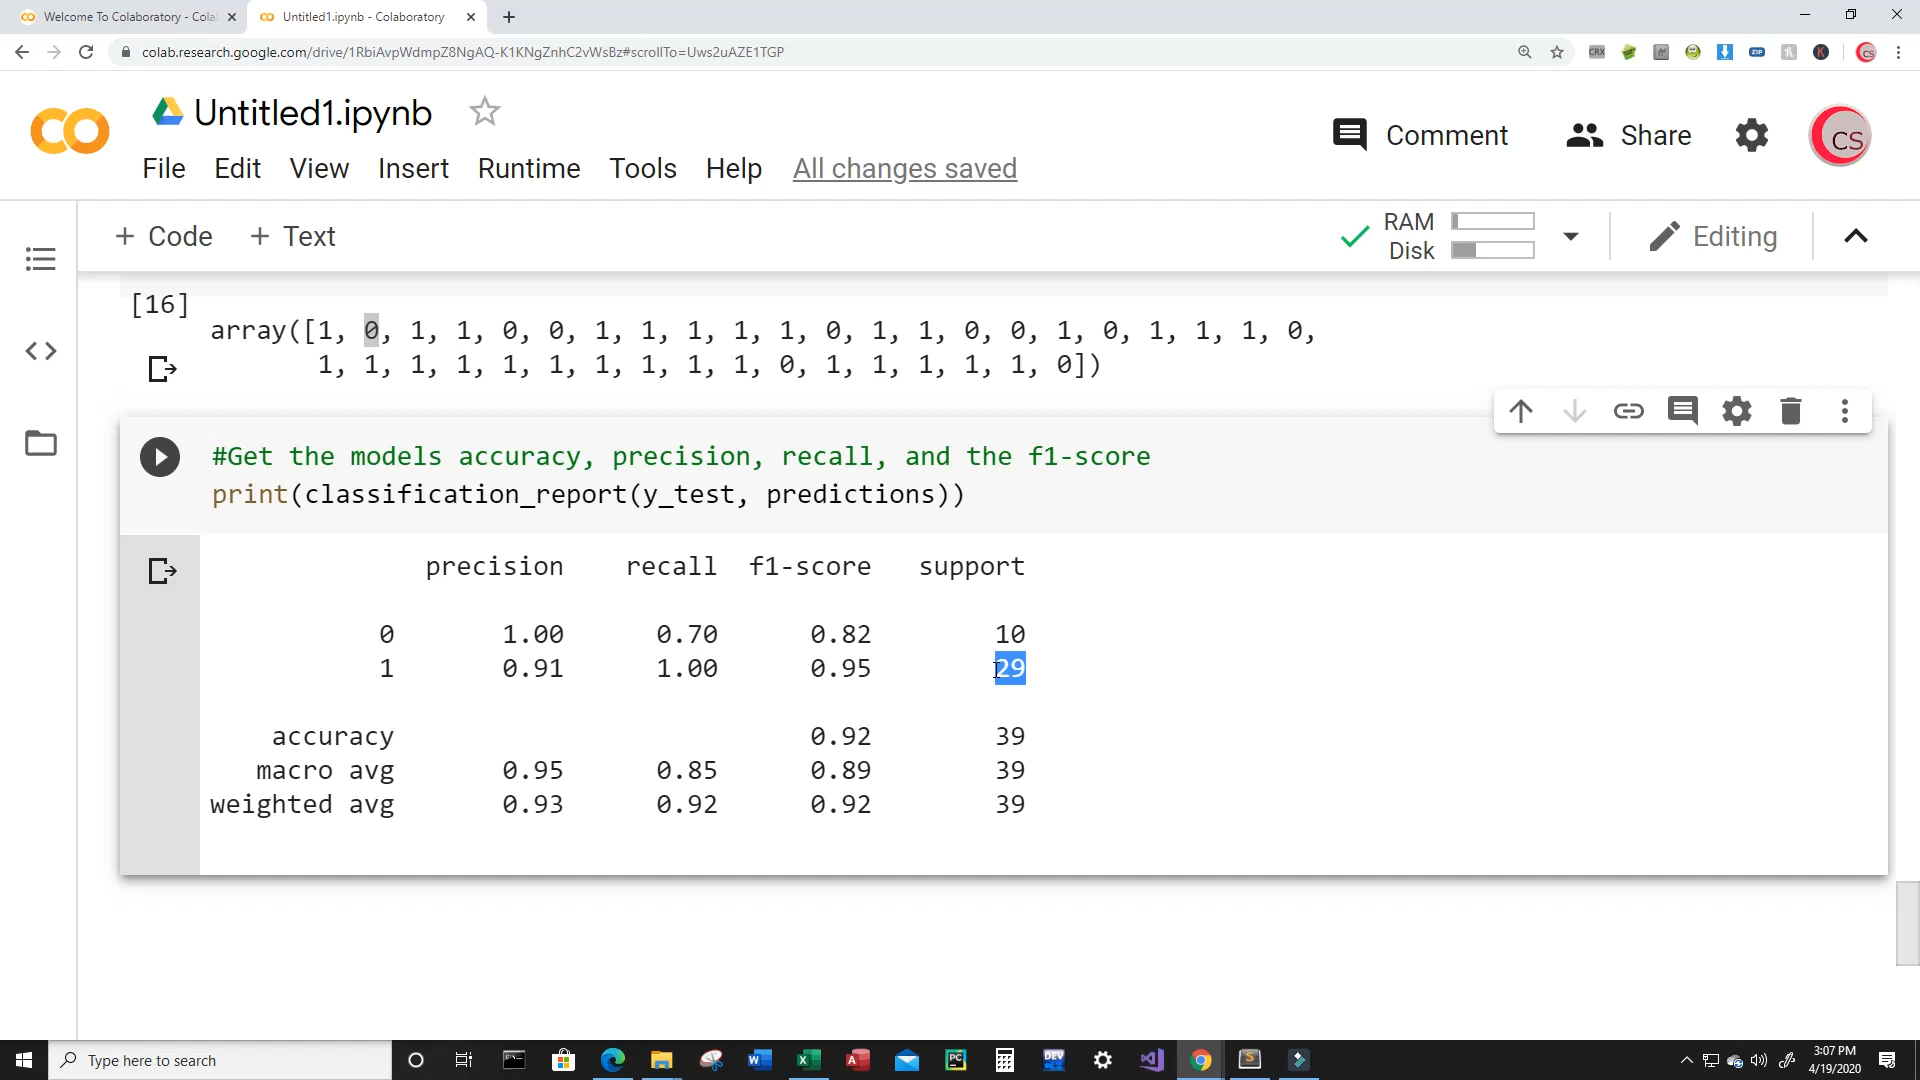 Welcome To Colaboratory - Cola
Untitled1.ipynb - Colaboratory
colab.research.google.com/drive/1RbiAvpWdmpZ8NgAQ-K1KNgZnhC2vWsBz#scrollTo=Uws2uAZE1TGP
CRX
ZIP
K
CS
Untitled1.ipynb
Comment
Share
CS
File Edit View Insert Runtime Tools Help All changes saved
+ Code + Text
RAM
Disk
Editing
[16]
array([1, 0, 1, 1, 0, 0, 1, 1, 1, 1, 1, 0, 1, 1, 0, 0, 1, 0, 1, 1, 1, 0,
1, 1, 1, 1, 1, 1, 1, 1, 1, 1, 0, 1, 1, 1, 1, 1, 0])
#Get the models accuracy, precision, recall, and the f1-score
print(classification_report(y_test, predictions))
precision recall f1-score support
0 1.00 0.70 0.82 10
1 0.91 1.00 0.95 29
accuracy 0.92 39
macro avg 0.95 0.85 0.89 39
weighted avg 0.93 0.92 0.92 39
Type here to search
W
X
A
PC
DEV
S
3:07 PM
4/19/2020